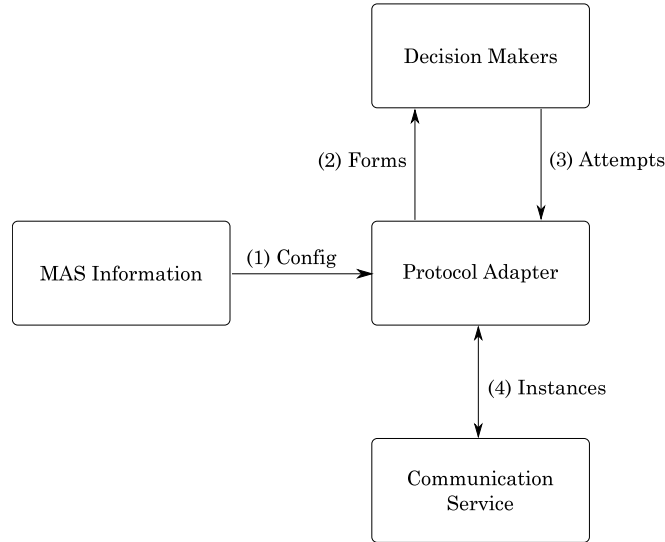 Decision Makers
(2) Forms
(3) Attempts
(1) Config
MAS Information
Protocol Adapter
(4) Instances
Communication
Service